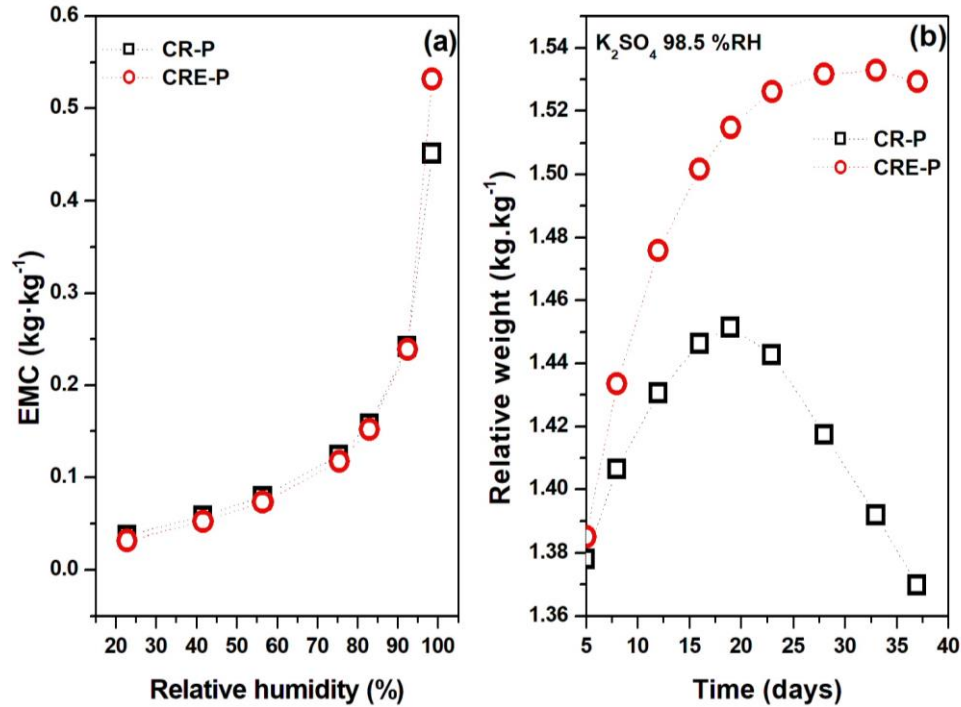 (a)
CR-P
CRE-P
0.6
0.5
0.4
0.3
0.2
0.1
0.0
EMC (kg·kg⁻¹)
20 30 40 50 60 70 80 90 100
Relative humidity (%)
K₂SO₄ 98.5 %RH
(b)
CR-P
CRE-P
1.54
1.52
1.50
1.48
1.46
1.44
1.42
1.40
1.38
1.36
Relative weight (kg.kg⁻¹)
5 10 15 20 25 30 35 40
Time (days)